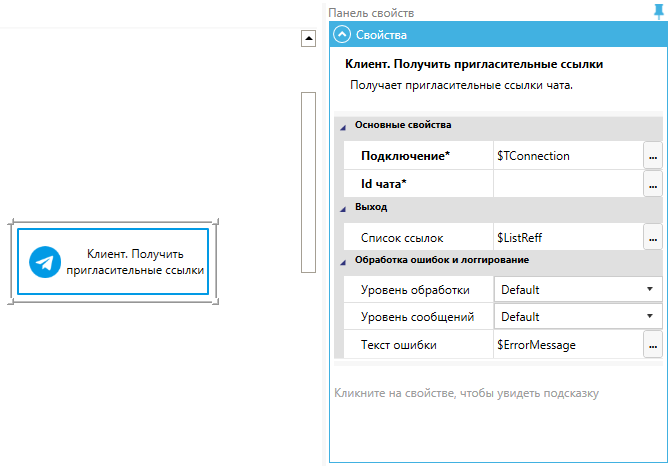 Панель свойств
Свойства
Клиент. Получить пригласительные ссылки
Получает пригласительные ссылки чата.
Основные свойства
Подключение* $TConnection ...
Id чата* ...
Выход
Список ссылок $ListReff ...
Обработка ошибок и логгирование
Уровень обработки Default
Уровень сообщений Default
Текст ошибки $ErrorMessage ...
Кликните на свойстве, чтобы увидеть подсказку
Клиент. Получить
пригласительные ссылки